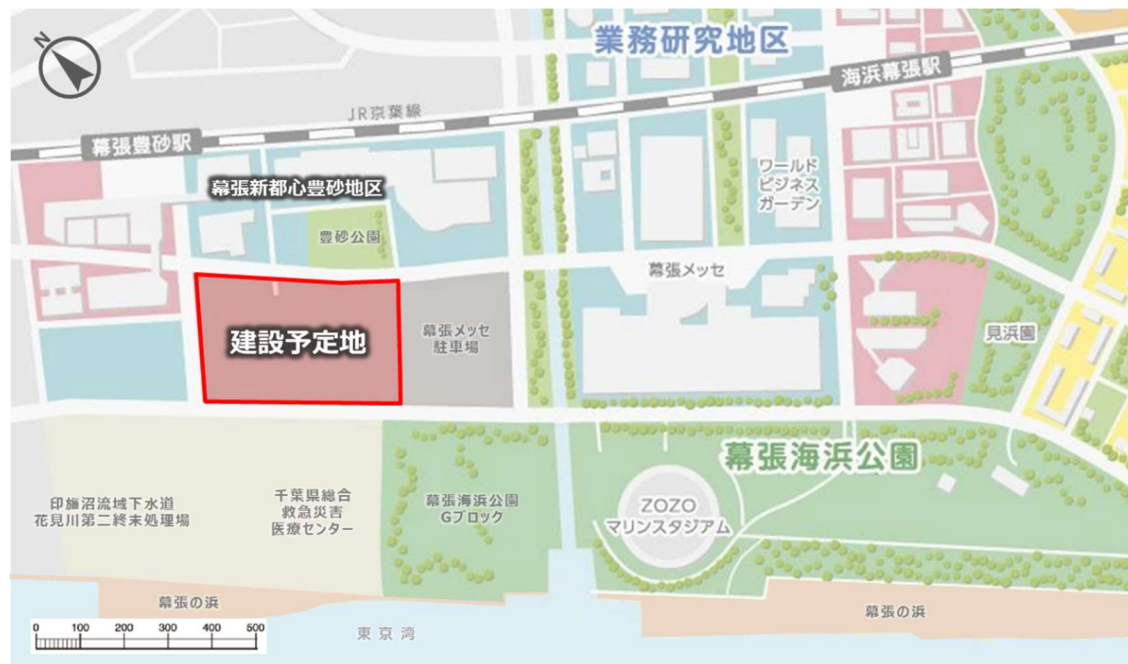 N
業務研究地区
海浜幕張駅
JR京葉線
幕張豊砂駅
ワールド
ビジネス
ガーデン
幕張新都心豊砂地区
豊砂公園
幕張メッセ
建設予定地
幕張メッセ
駐車場
見浜園
幕張海浜公園
印旛沼流域下水道
花見川第二終末処理場
千葉県総合
救急災害
医療センター
幕張海浜公園
Gブロック
ZOZO
マリンスタジアム
幕張の浜
幕張の浜
東京湾
0 100 200 300 400 500